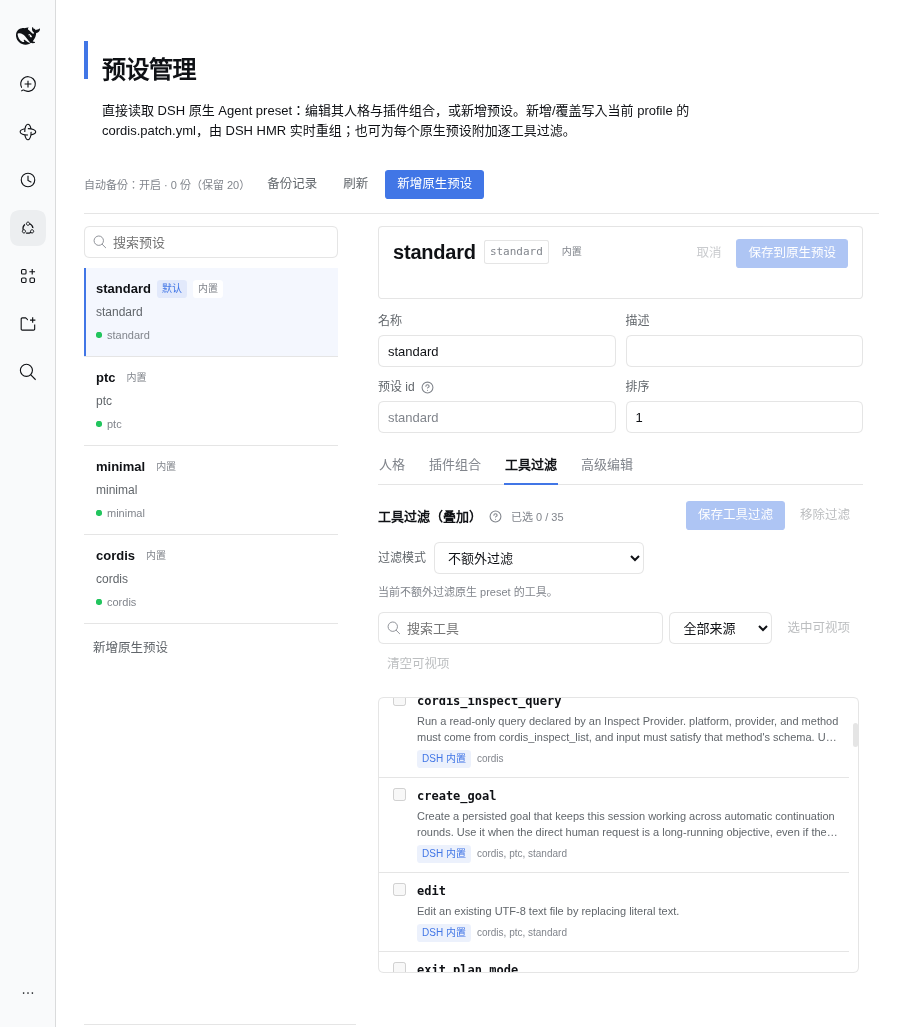 预设管理
直接读取 DSH 原生 Agent preset：编辑其人格与插件组合，或新增预设。新增/覆盖写入当前 profile 的
cordis.patch.yml，由 DSH HMR 实时重组；也可为每个原生预设附加逐工具过滤。
自动备份：开启 · 0 份（保留 20） 备份记录 刷新 新增原生预设
搜索预设
standard 默认 内置
standard
standard
ptc 内置
ptc
ptc
minimal 内置
minimal
minimal
cordis 内置
cordis
cordis
新增原生预设
standard standard 内置 取消 保存到原生预设
名称 描述
standard
预设 id 排序
standard 1
人格 插件组合 工具过滤 高级编辑
工具过滤（叠加） 已选 0 / 35 保存工具过滤 移除过滤
过滤模式 不额外过滤
当前不额外过滤原生 preset 的工具。
搜索工具 全部来源 选中可视项
清空可视项
cordis_inspect_query
Run a read-only query declared by an Inspect Provider. platform, provider, and method
must come from cordis_inspect_list, and input must satisfy that method's schema. U…
DSH 内置 cordis
create_goal
Create a persisted goal that keeps this session working across automatic continuation
rounds. Use it when the direct human request is a long-running objective, even if the…
DSH 内置 cordis, ptc, standard
edit
Edit an existing UTF-8 text file by replacing literal text.
DSH 内置 cordis, ptc, standard
exit_plan_mode